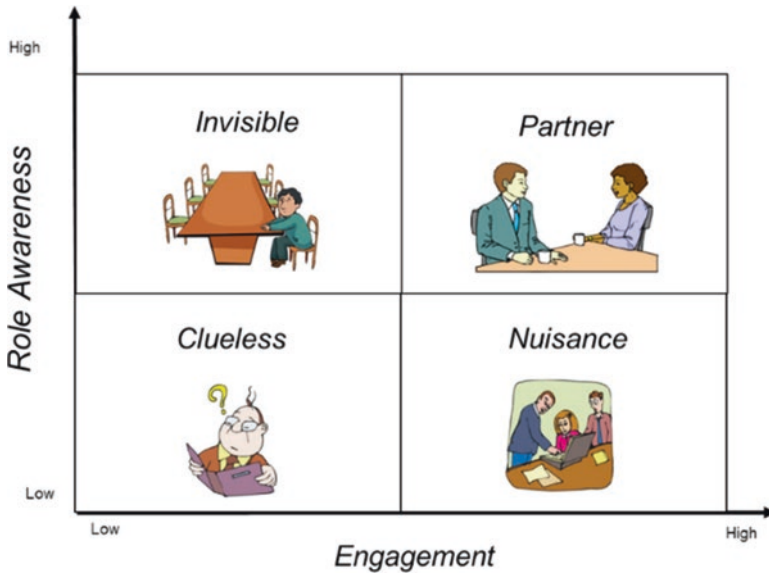 High
Invisible
Partner
Role Awareness
Clueless
Nuisance
?
Low
Low
High
Engagement